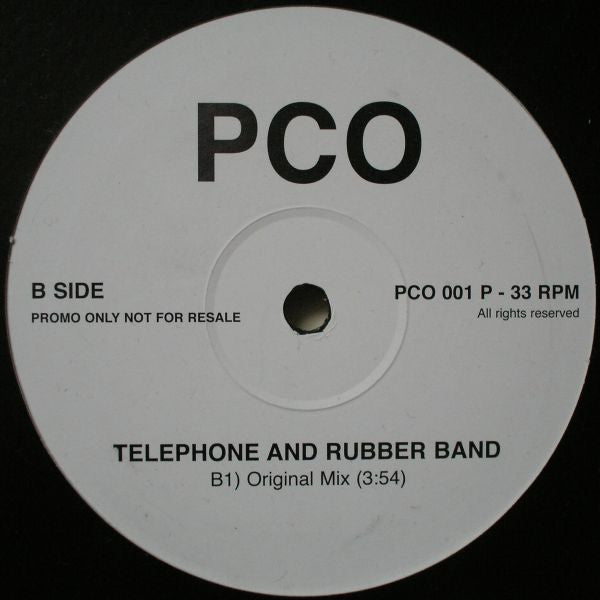 PCO
B SIDE
PROMO ONLY NOT FOR RESALE
PCO 001 P - 33 RPM
All rights reserved
TELEPHONE AND RUBBER BAND
B1) Original Mix (3:54)